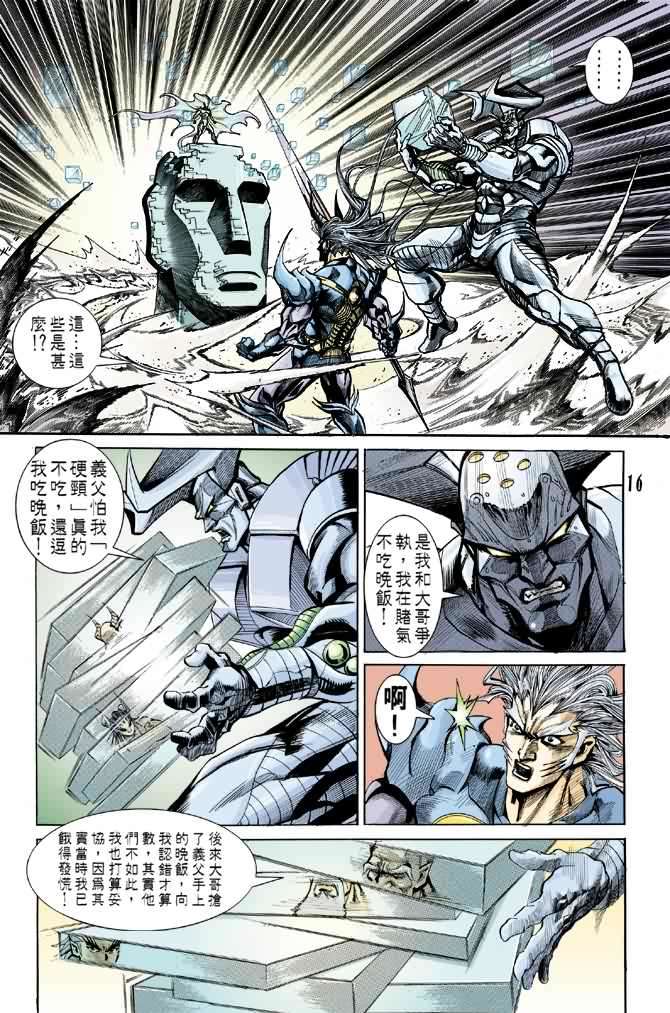 ……
……
這…這
些是甚
麼!?
16
是我和大哥爭
執，我在賭氣
不吃晚飯！
義父怕我「
硬頸」眞的
不吃，還逗
我吃晚飯！
啊！
後來大哥搶
了義父手上
的晚飯，向
我認錯才算
數，其實他
們不如此，
我也打算妥
協，因爲其
實當時我已
餓得發慌！